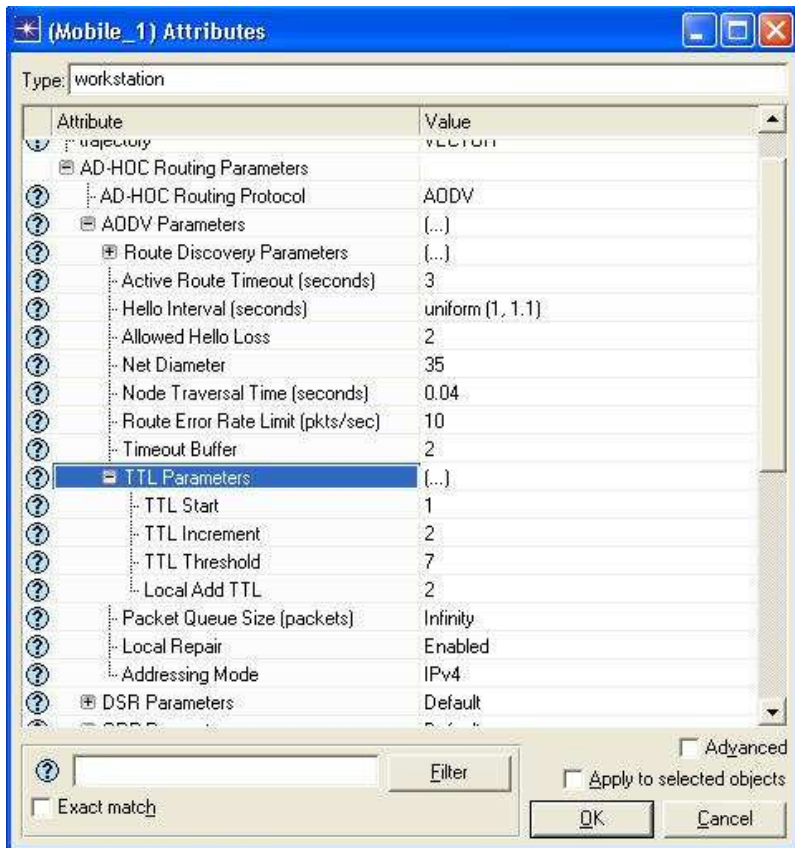 (Mobile_1) Attributes
Type: workstation
Attribute Value
AD-HOC Routing Parameters
AD-HOC Routing Protocol AODV
AODV Parameters (...)
Route Discovery Parameters (...)
Active Route Timeout (seconds) 3
Hello Interval (seconds) uniform (1, 1.1)
Allowed Hello Loss 2
Net Diameter 35
Node Traversal Time (seconds) 0.04
Route Error Rate Limit (pkts/sec) 10
Timeout Buffer 2
TTL Parameters (...)
TTL Start 1
TTL Increment 2
TTL Threshold 7
Local Add TTL 2
Packet Queue Size (packets) Infinity
Local Repair Enabled
Addressing Mode IPv4
DSR Parameters Default
Advanced
Filter
Apply to selected objects
Exact match
OK Cancel